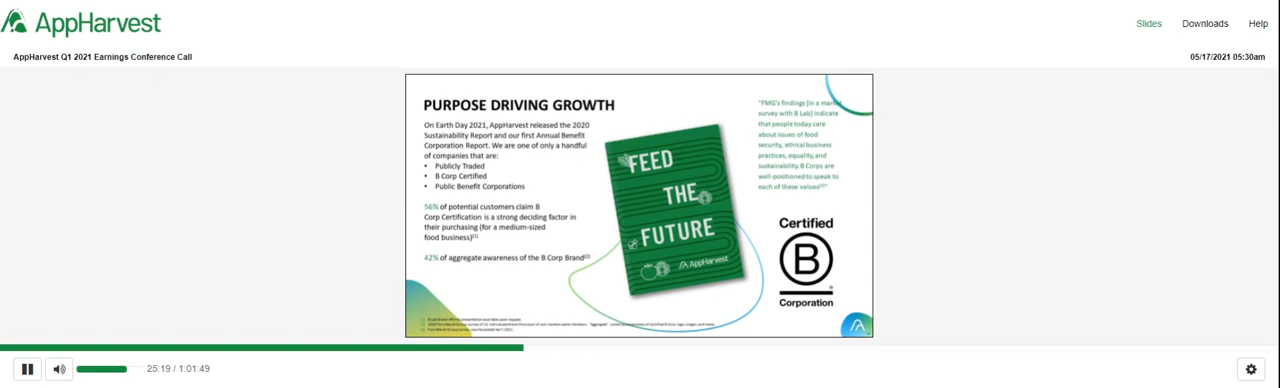 AppHarvest
Slides Downloads Help
AppHarvest Q1 2021 Earnings Conference Call
05/17/2021 05:30am
PURPOSE DRIVING GROWTH
On Earth Day 2021, AppHarvest released the 2020
Sustainability Report and our first Annual Benefit
Corporation Report. We are one of only a handful
of companies that are:
• Publicly Traded
• B Corp Certified
• Public Benefit Corporations
56% of potential customers claim B
Corp Certification is a strong deciding factor in
their purchasing (for a medium-sized
food business)(1)
42% of aggregate awareness of the B Corp Brand(2)
FEED
THE
FUTURE
AppHarvest
"FMG's findings [in a market
survey with B Lab] indicate
that people today care
about issues of food
security, ethical business
practices, equality, and
sustainability. B Corps are
well-positioned to speak to
each of these values(3)"
Certified
B
®
Corporation
25:19 / 1:01:49